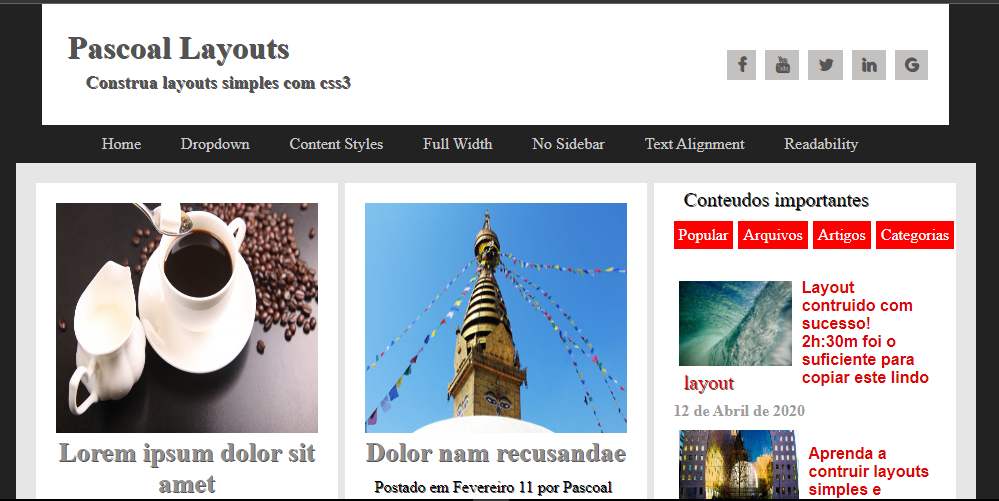 Pascoal Layouts
Construa layouts simples com css3
Home Dropdown Content Styles Full Width No Sidebar Text Alignment Readability
Lorem ipsum dolor sit
amet
Dolor nam recusandae
Postado em Fevereiro 11 por Pascoal
Conteudos importantes
Popular Arquivos Artigos Categorias
Layout
contruido com
sucesso!
2h:30m foi o
suficiente para
copiar este lindo
layout
12 de Abril de 2020
Aprenda a
contruir layouts
simples e